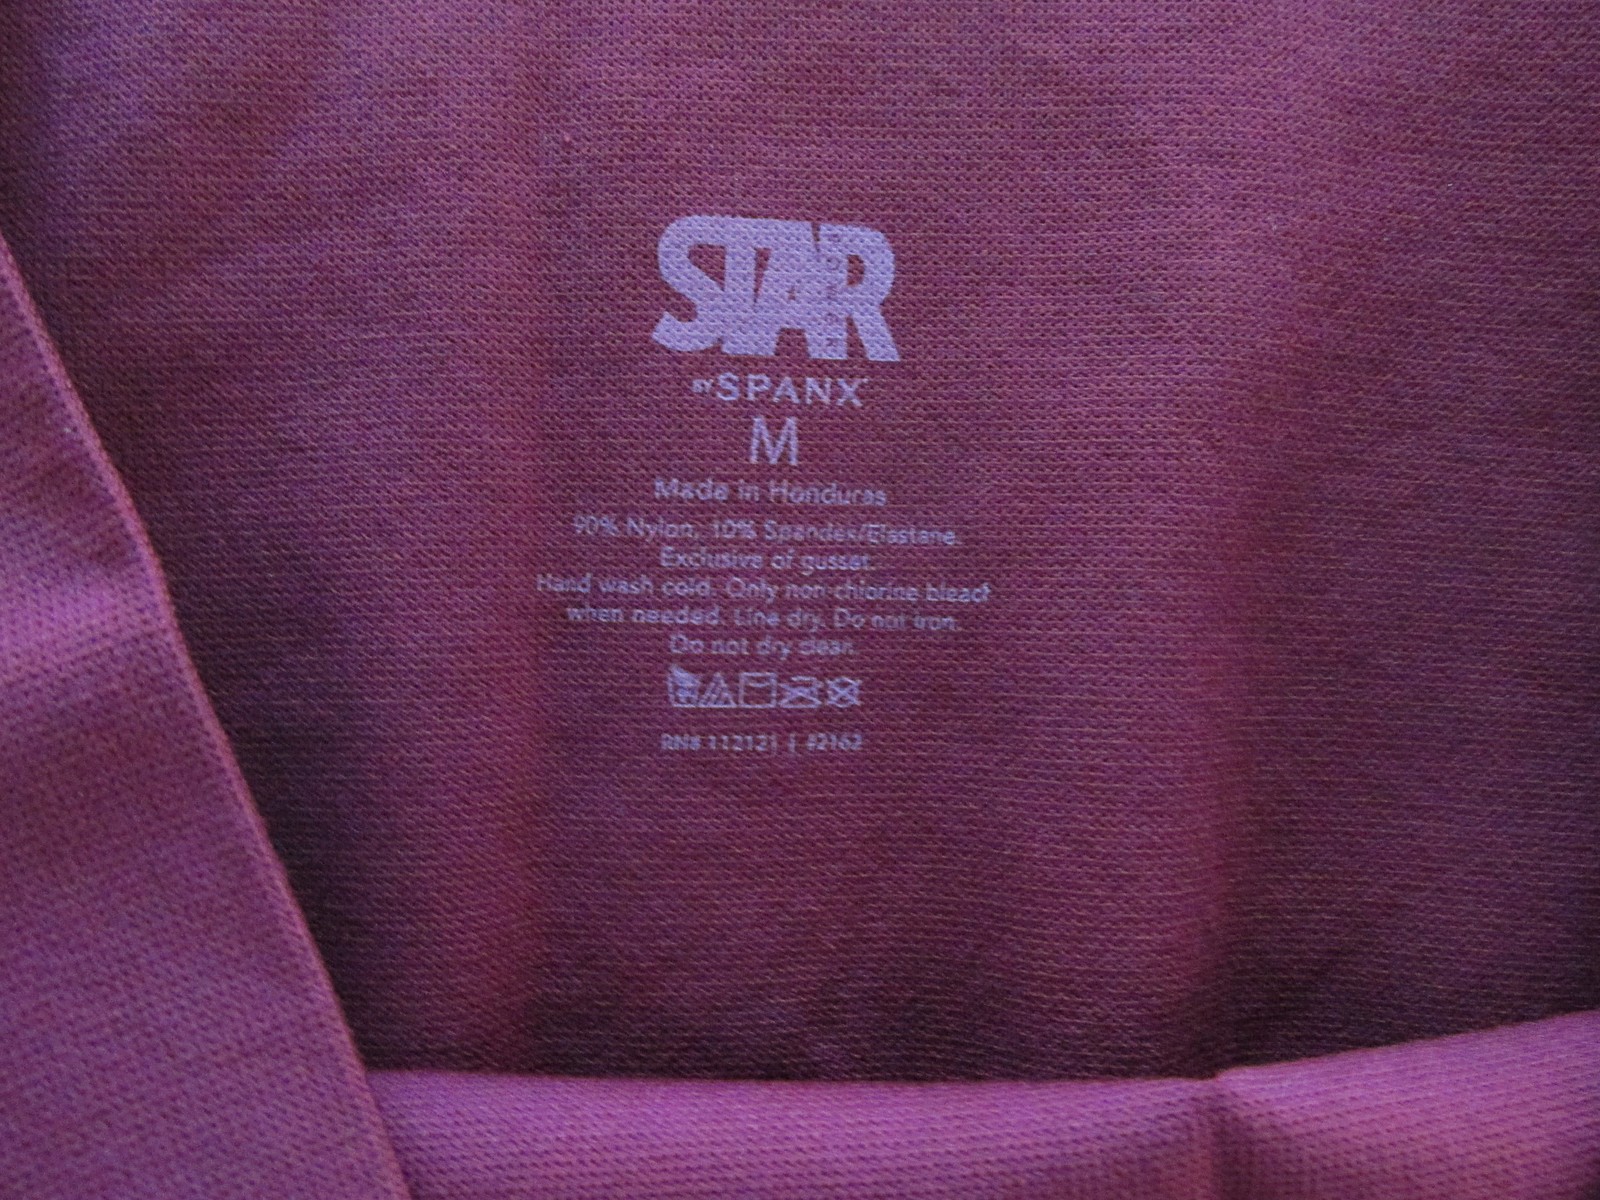 STAR
BY SPANX
M
Made in Honduras
90% Nylon, 10% Spandex/Elastane.
Exclusive of gusset.
Hand wash cold. Only non-chlorine bleach
when needed. Line dry. Do not iron.
Do not dry clean.
RN# 112121 | #2162